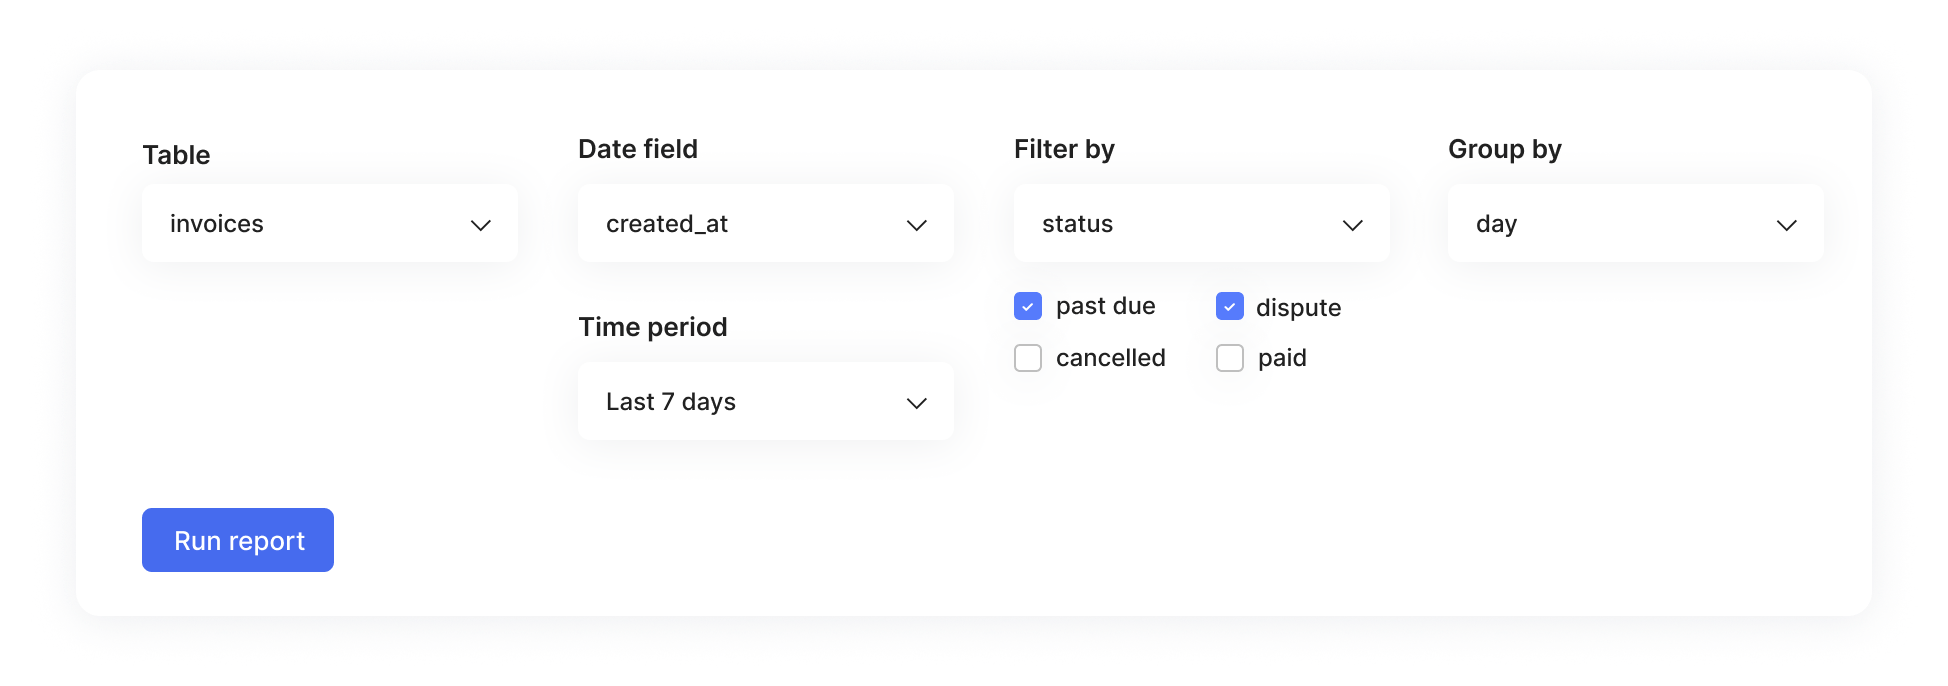 Table
invoices
Date field
created_at
Time period
Last 7 days
Filter by
status
past due
dispute
cancelled
paid
Group by
day
Run report